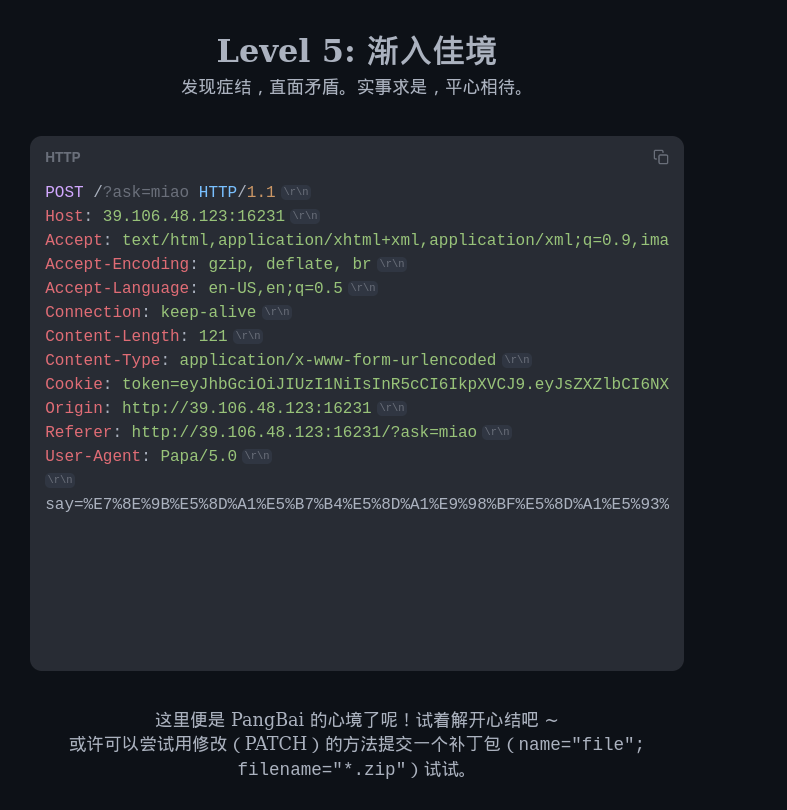 Level 5: 渐入佳境
发现症结，直面矛盾。实事求是，平心相待。
HTTP
POST /?ask=miao HTTP/1.1 \r\n
Host: 39.106.48.123:16231 \r\n
Accept: text/html,application/xhtml+xml,application/xml;q=0.9,ima
Accept-Encoding: gzip, deflate, br \r\n
Accept-Language: en-US,en;q=0.5 \r\n
Connection: keep-alive \r\n
Content-Length: 121 \r\n
Content-Type: application/x-www-form-urlencoded \r\n
Cookie: token=eyJhbGciOiJIUzI1NiIsInR5cCI6IkpXVCJ9.eyJsZXZlbCI6NX
Origin: http://39.106.48.123:16231 \r\n
Referer: http://39.106.48.123:16231/?ask=miao \r\n
User-Agent: Papa/5.0 \r\n
\r\n
say=%E7%8E%9B%E5%8D%A1%E5%B7%B4%E5%8D%A1%E9%98%BF%E5%8D%A1%E5%93%
这里便是 PangBai 的心境了呢！试着解开心结吧 ~
或许可以尝试用修改（PATCH）的方法提交一个补丁包（name="file";
filename="*.zip"）试试。